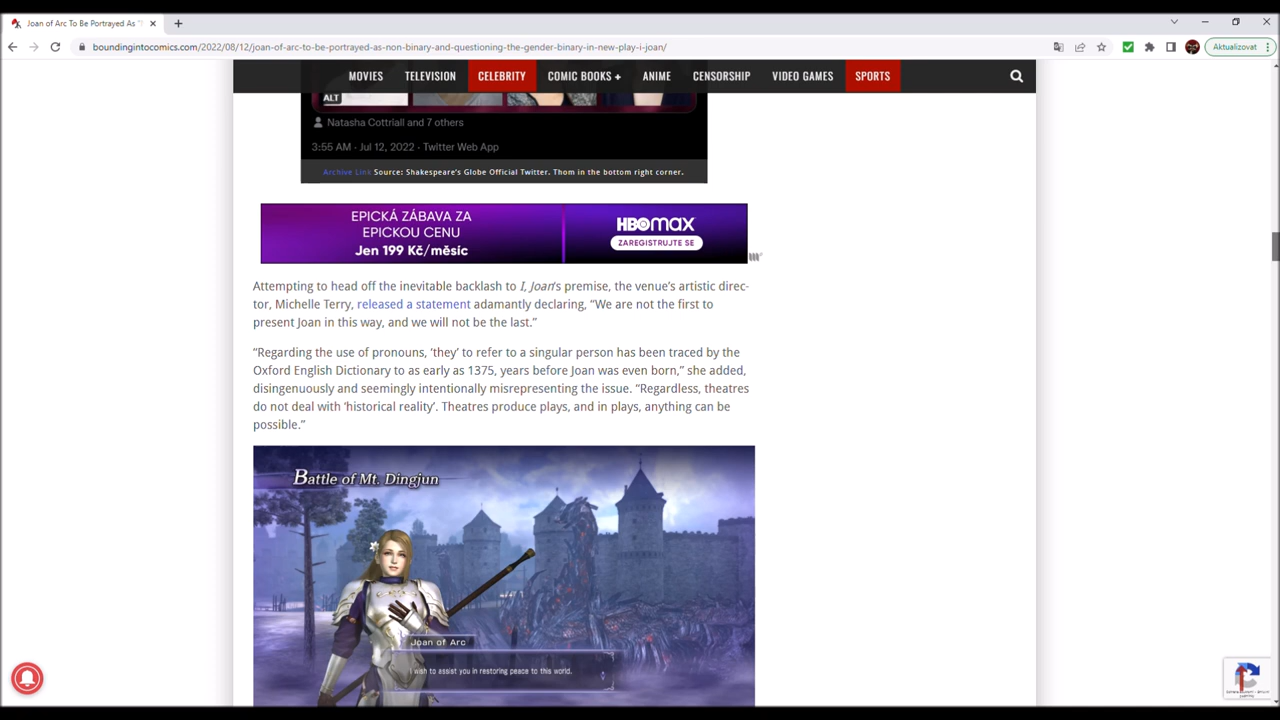 Joan of Arc To Be Portrayed As "
Aktualizovat
boundingintocomics.com/2022/08/12/joan-of-arc-to-be-portrayed-as-non-binary-and-questioning-the-gender-binary-in-new-play-i-joan/
MOVIES TELEVISION CELEBRITY COMIC BOOKS + ANIME CENSORSHIP VIDEO GAMES SPORTS
ALT
Natasha Cottriall and 7 others
3:55 AM · Jul 12, 2022 · Twitter Web App
Archive Link Source: Shakespeare's Globe Official Twitter. Thom in the bottom right corner.
EPICKÁ ZÁBAVA ZA
EPICKOU CENU
Jen 199 Kč/měsíc
HBOmax
ZAREGISTRUJTE SE
Attempting to head off the inevitable backlash to I, Joan's premise, the venue's artistic direc-
tor, Michelle Terry, released a statement adamantly declaring, “We are not the first to
present Joan in this way, and we will not be the last.”
“Regarding the use of pronouns, ‘they’ to refer to a singular person has been traced by the
Oxford English Dictionary to as early as 1375, years before Joan was even born,” she added,
disingenuously and seemingly intentionally misrepresenting the issue. “Regardless, theatres
do not deal with ‘historical reality’. Theatres produce plays, and in plays, anything can be
possible.”
Battle of Mt. Dingjun
Joan of Arc
I wish to assist you in restoring peace to this world.